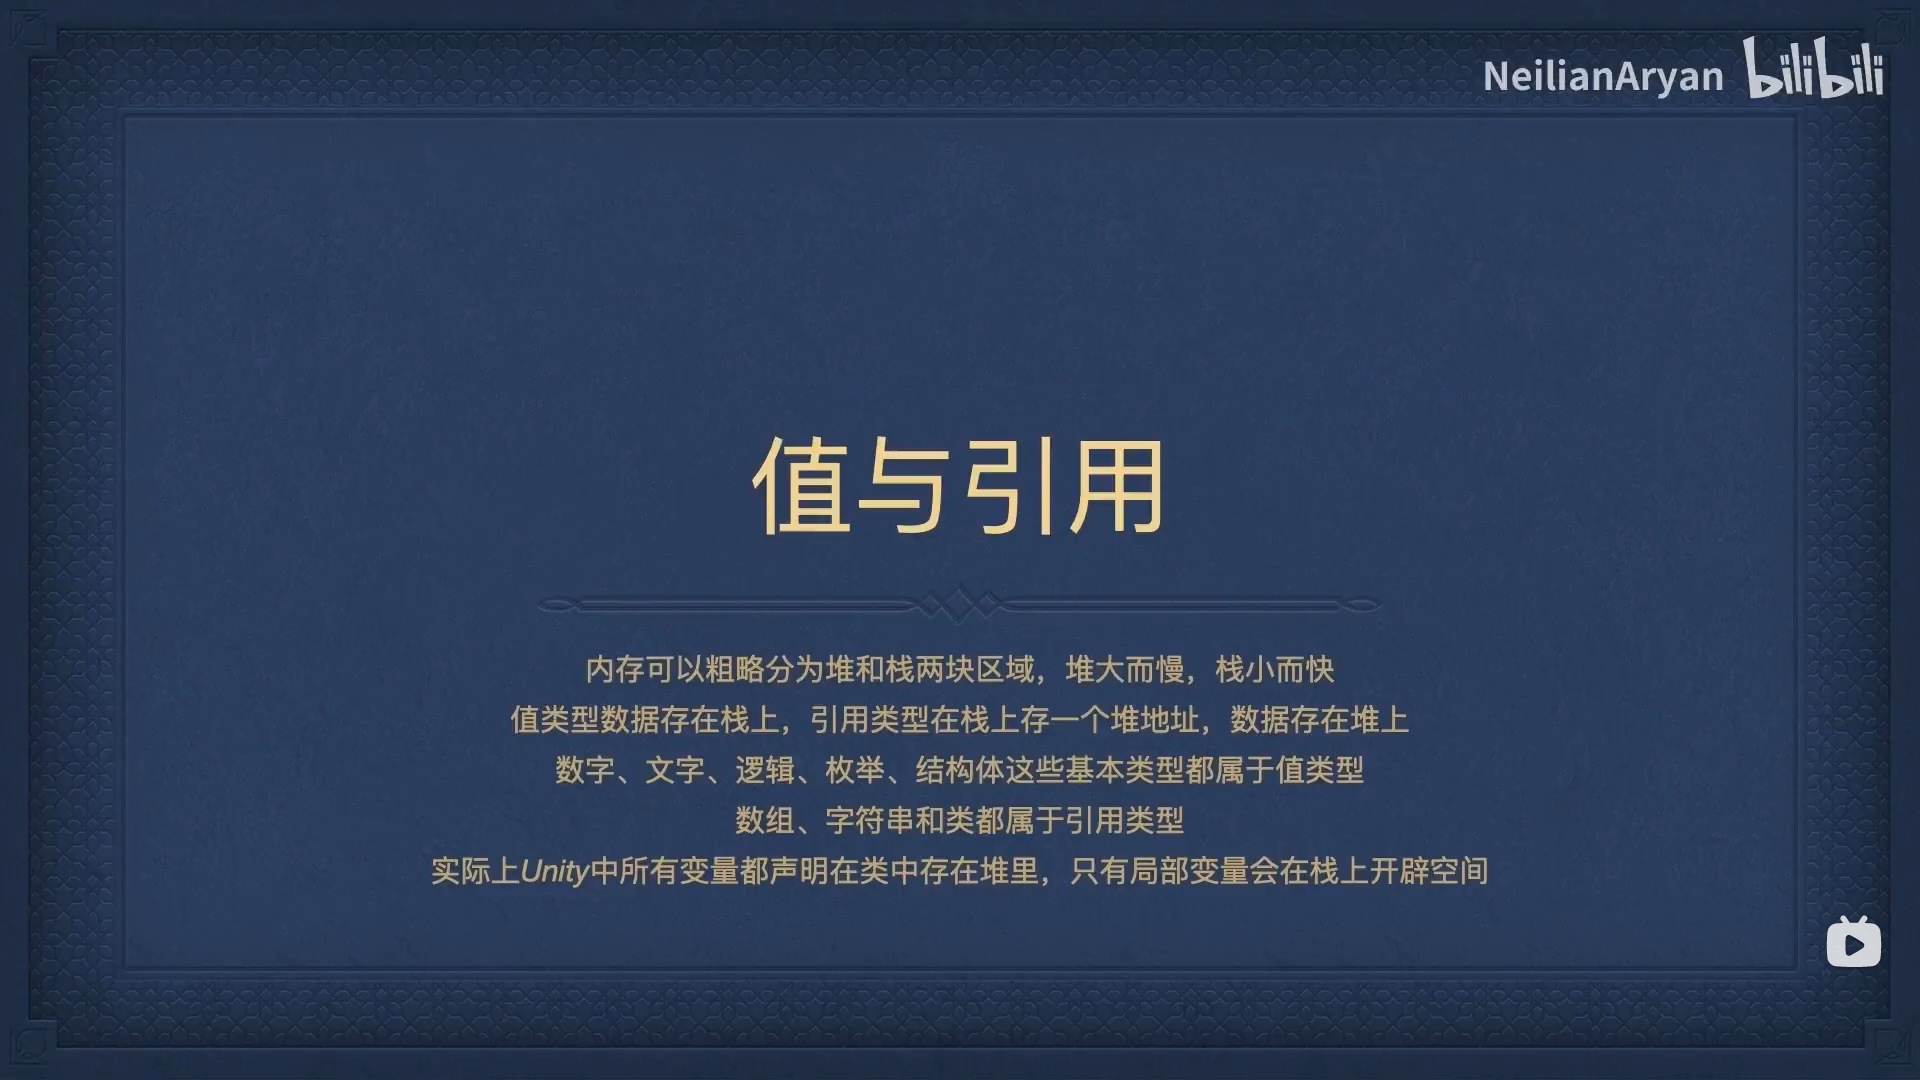 NeilianAryan bilibili
值与引用
内存可以粗略分为堆和栈两块区域，堆大而慢，栈小而快
值类型数据存在栈上，引用类型在栈上存一个堆地址，数据存在堆上
数字、文字、逻辑、枚举、结构体这些基本类型都属于值类型
数组、字符串和类都属于引用类型
实际上Unity中所有变量都声明在类中存在堆里，只有局部变量会在栈上开辟空间